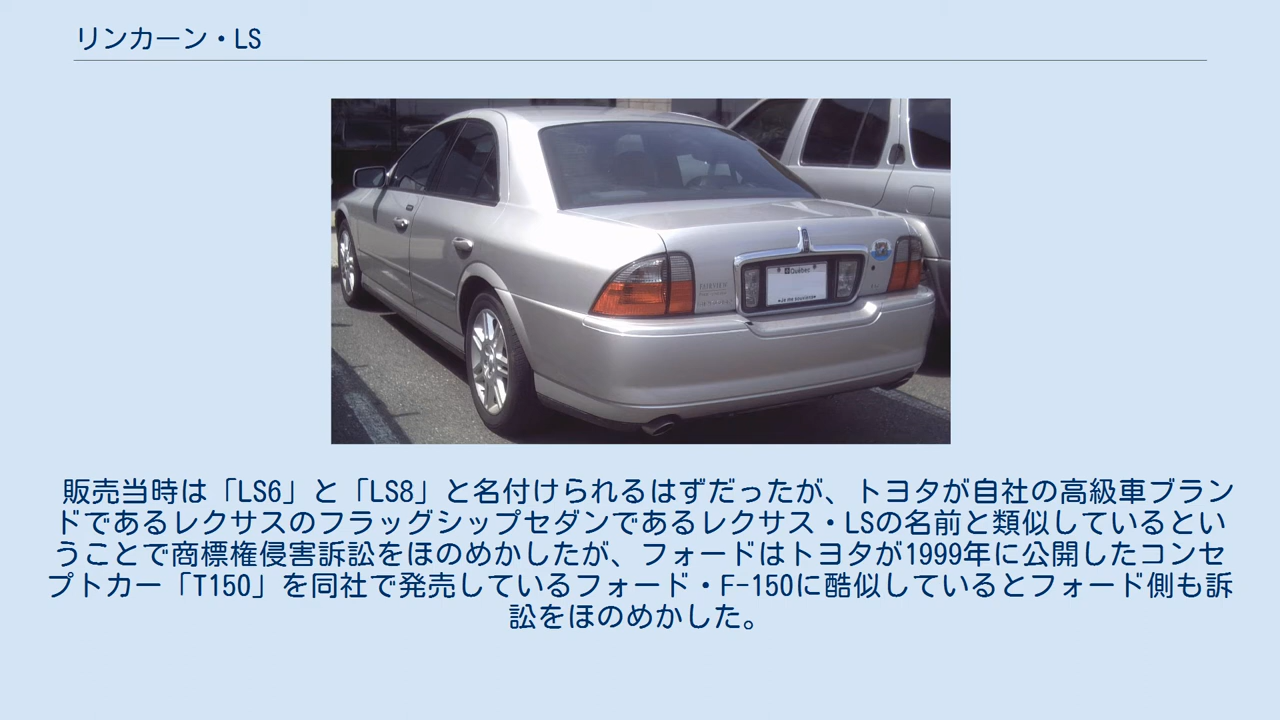 リンカーン・LS
Québec
販売当時は「LS6」と「LS8」と名付けられるはずだったが、トヨタが自社の高級車ブラン
ドであるレクサスのフラッグシップセダンであるレクサス・LSの名前と類似しているとい
うことで商標権侵害訴訟をほのめかしたが、フォードはトヨタが1999年に公開したコンセ
プトカー「T150」を同社で発売しているフォード・F-150に酷似しているとフォード側も訴
訟をほのめかした。